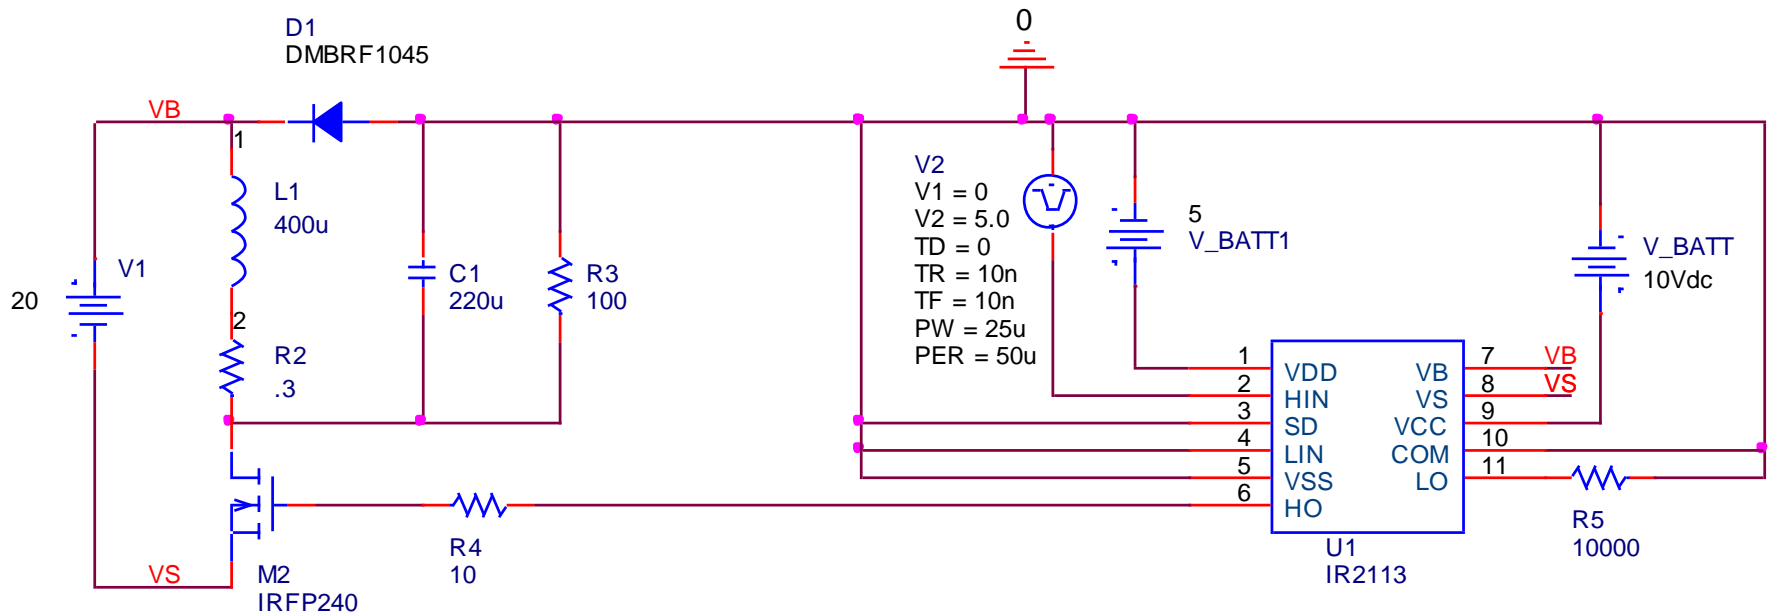 0
D1
DMBRF1045
VB
1
L1
400u
2
R2
.3
V1
20
C1
220u
R3
100
V2
V1 = 0
V2 = 5.0
TD = 0
TR = 10n
TF = 10n
PW = 25u
PER = 50u
5
V_BATT1
V_BATT
10Vdc
1
VDD
2
HIN
3
SD
4
LIN
5
VSS
6
HO
VB
7
VB
VS
8
VS
VCC
9
COM
10
LO
11
U1
IR2113
R5
10000
R4
10
VS
M2
IRFP240